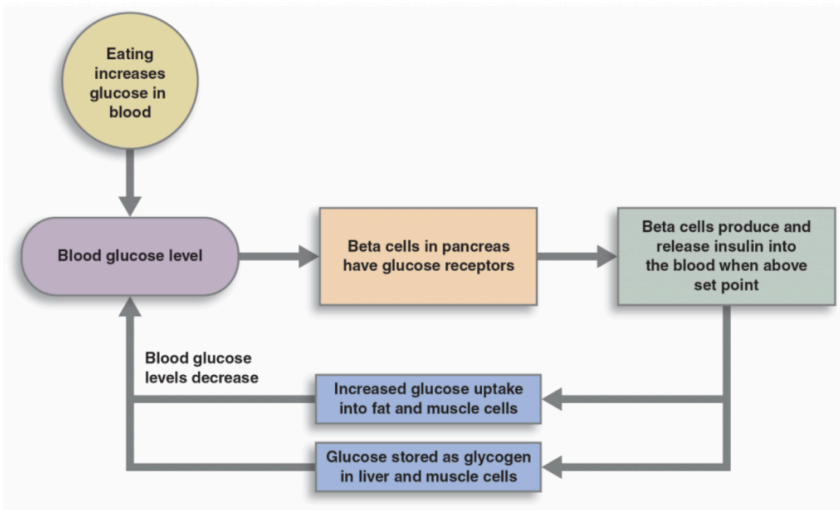 Eating
increases
glucose in
blood
Blood glucose level
Beta cells in pancreas
have glucose receptors
Beta cells produce and
release insulin into
the blood when above
set point
Blood glucose
levels decrease
Increased glucose uptake
into fat and muscle cells
Glucose stored as glycogen
in liver and muscle cells